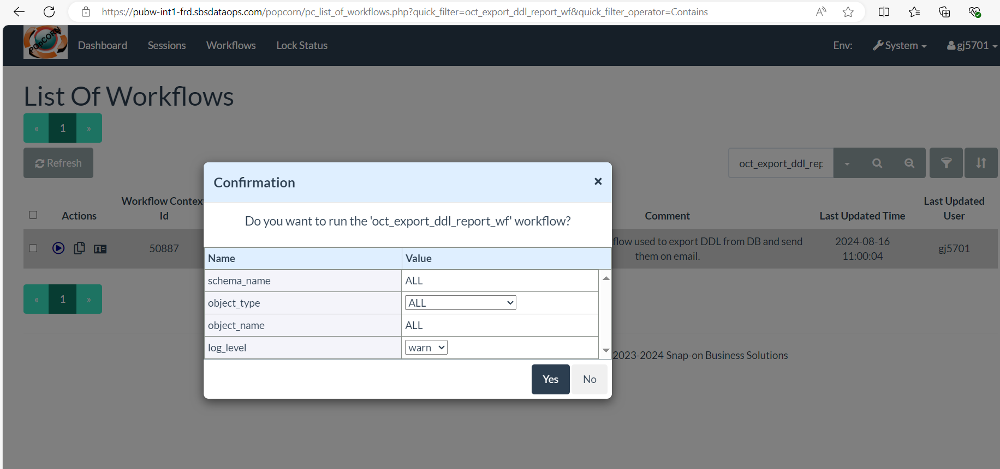 https://pubw-int1-frd.sbsdataops.com/popcorn/pc_list_of_workflows.php?quick_filter=oct_export_ddl_report_wf&quick_filter_operator=Contains
POpCORN
Dashboard Sessions Workflows Lock Status Env: System gj5701
List Of Workflows
« 1 »
Refresh
oct_export_ddl_rep
Confirmation
Do you want to run the 'oct_export_ddl_report_wf' workflow?
Name Value
schema_name ALL
object_type ALL
object_name ALL
log_level warn
Yes No
Actions
Workflow Contex
Id
Comment
Last Updated Time
Last Updated
User
50887
flow used to export DDL from DB and send
them on email.
2024-08-16
11:00:04
gj5701
« 1 »
2023-2024 Snap-on Business Solutions